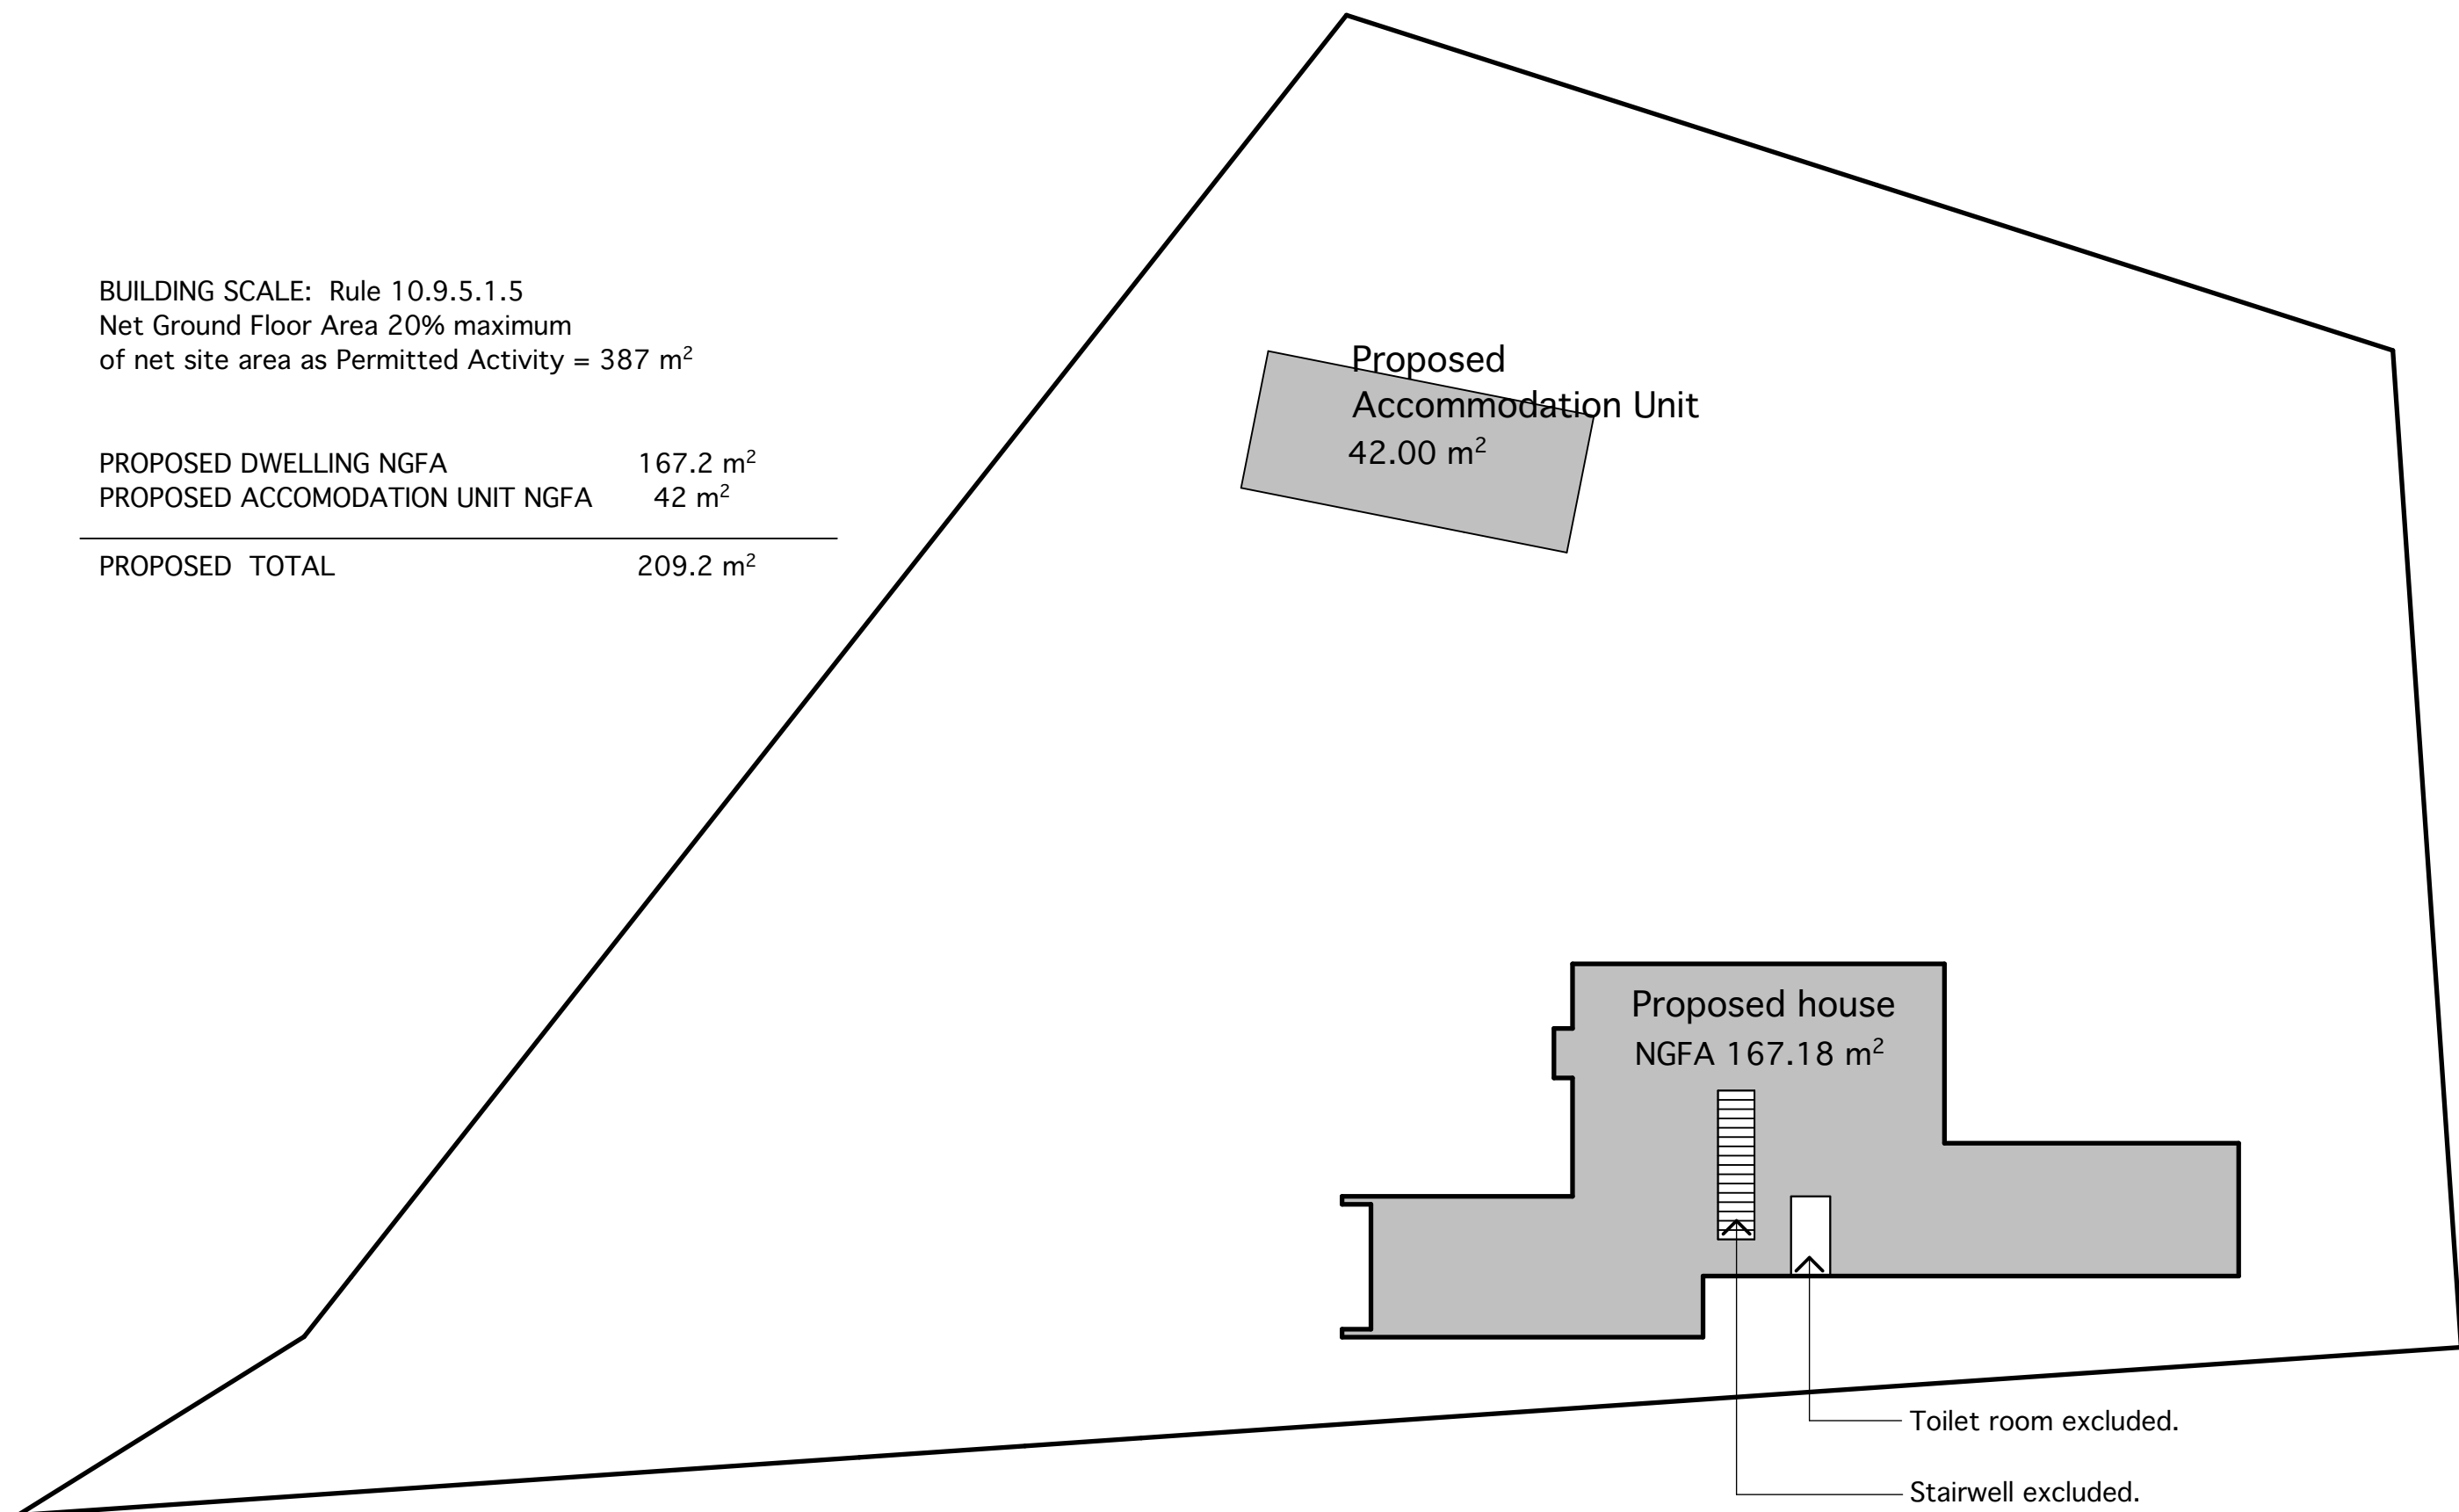 BUILDING SCALE: Rule 10.9.5.1.5
Net Ground Floor Area 20% maximum
of net site area as Permitted Activity = 387 m²
PROPOSED DWELLING NGFA 167.2 m²
PROPOSED ACCOMODATION UNIT NGFA 42 m²
PROPOSED TOTAL 209.2 m²
Proposed
Accommodation Unit
42.00 m²
Proposed house
NGFA 167.18 m²
Toilet room excluded.
Stairwell excluded.